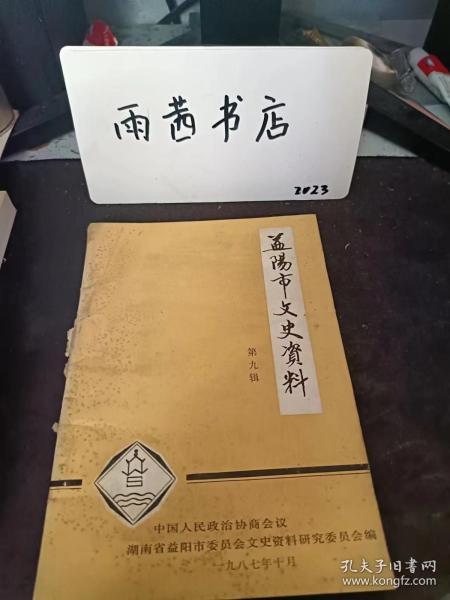 雨茜书店
2023
益陽市文史資料
第九辑
中国人民政治协商会议
湖南省益阳市委员会文史资料研究委员会编
一九八七年十月
孔夫子旧书网
www.kongfz.com